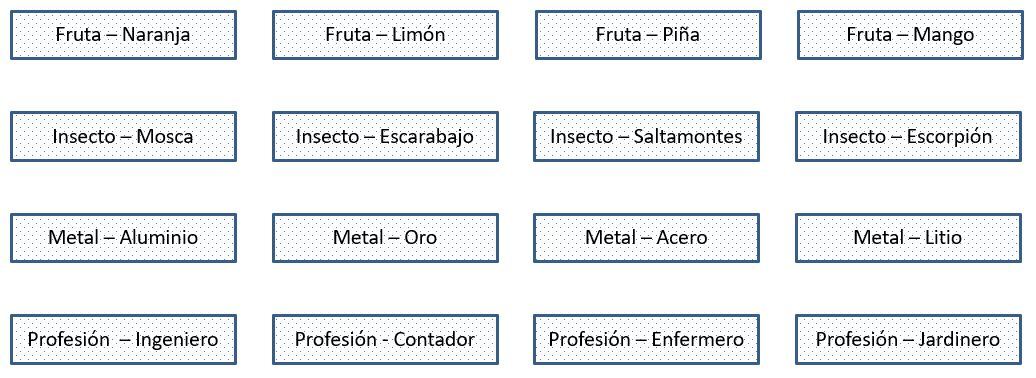 Fruta – Naranja
Fruta – Limón
Fruta – Piña
Fruta – Mango
Insecto – Mosca
Insecto – Escarabajo
Insecto – Saltamontes
Insecto – Escorpión
Metal – Aluminio
Metal – Oro
Metal – Acero
Metal – Litio
Profesión – Ingeniero
Profesión - Contador
Profesión – Enfermero
Profesión – Jardinero